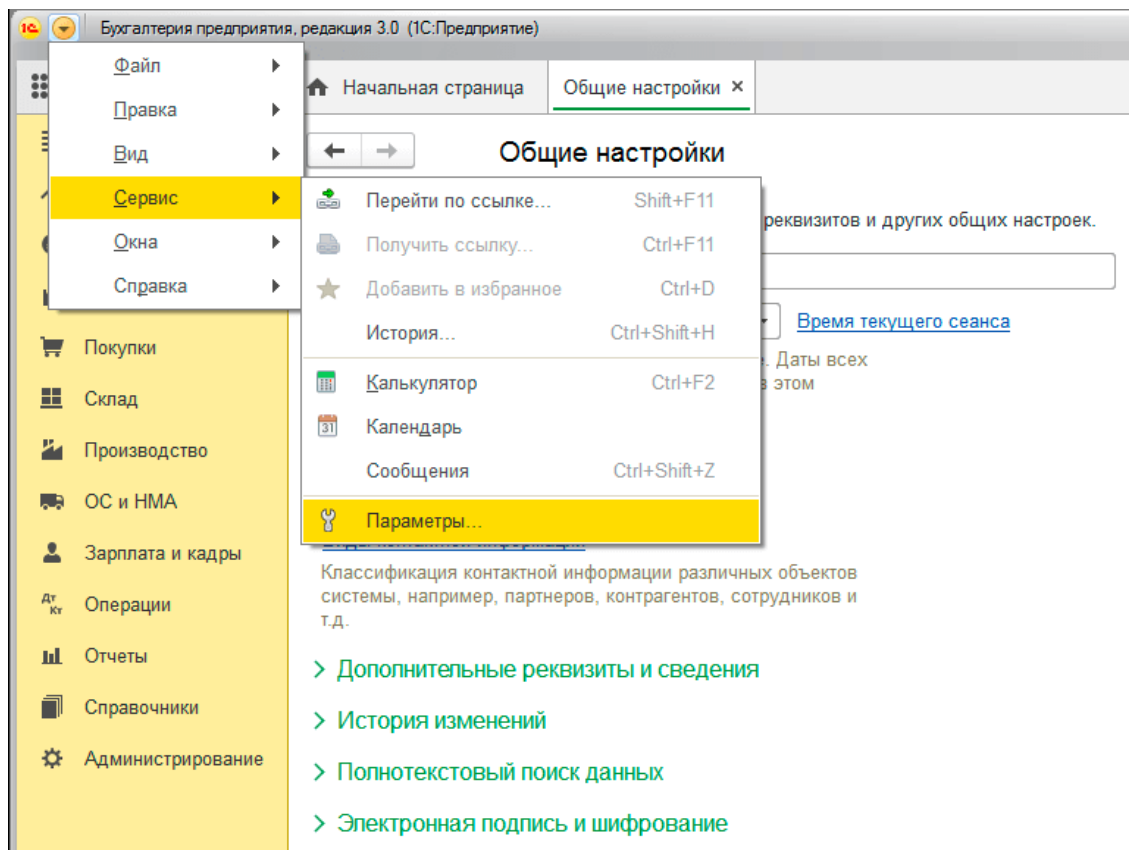 1С Бухгалтерия предприятия, редакция 3.0 (1С:Предприятие)
Файл
Правка
Вид
Сервис
Окна
Справка
Начальная страница
Общие настройки ×
Общие настройки
Перейти по ссылке... Shift+F11
Получить ссылку... Ctrl+F11
Добавить в избранное Ctrl+D
История... Ctrl+Shift+H
Калькулятор Ctrl+F2
31 Календарь
Сообщения Ctrl+Shift+Z
Параметры...
реквизитов и других общих настроек.
Время текущего сеанса
Даты всех
в этом
Покупки
Склад
Производство
ОС и НМА
Зарплата и кадры
Дт Кт Операции
Отчеты
Справочники
Администрирование
Классификация контактной информации различных объектов
системы, например, партнеров, контрагентов, сотрудников и
т.д.
Дополнительные реквизиты и сведения
История изменений
Полнотекстовый поиск данных
Электронная подпись и шифрование